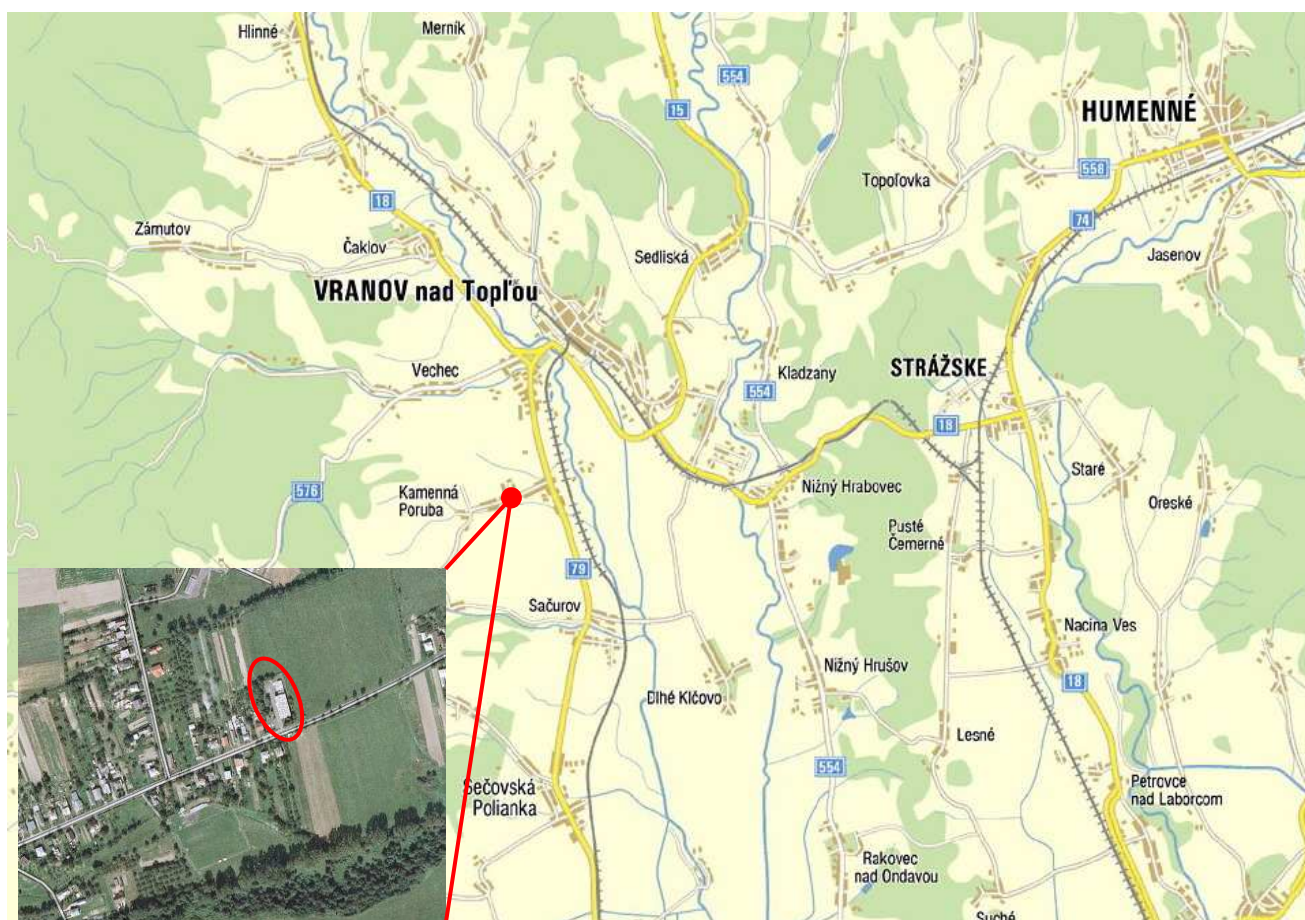 Hlinné
Merník
554
15
HUMENNÉ
Topoľovka
558
18
74
Zámutov
Čaklov
Sedliská
Jasenov
VRANOV nad Topľou
Vechec
Kladzany
STRÁŽSKE
554
18
Staré
576
Kamenná
Poruba
Nižný Hrabovec
Oreské
Pusté
Čemerné
79
Sačurov
Nacina Ves
Nižný Hrušov
Dlhé Kĺčovo
18
Lesné
554
Sečovská
Polianka
Petrovce
nad Laborcom
Rakovec
nad Ondavou
Suché